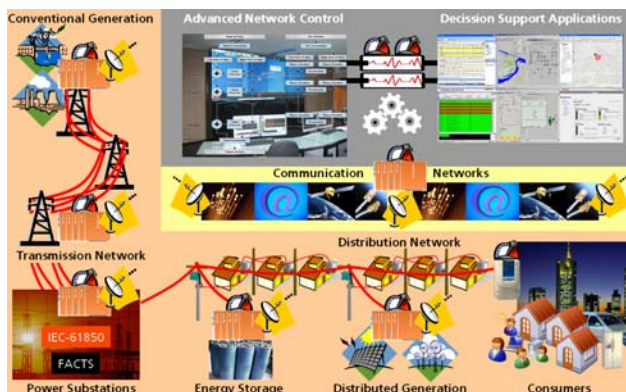 Conventional Generation
Advanced Network Control
Decission Support Applications
Communication Networks
Distribution Network
Transmission Network
IEC-61850
FACTS
Power Substations
Energy Storage
Distributed Generation
Consumers